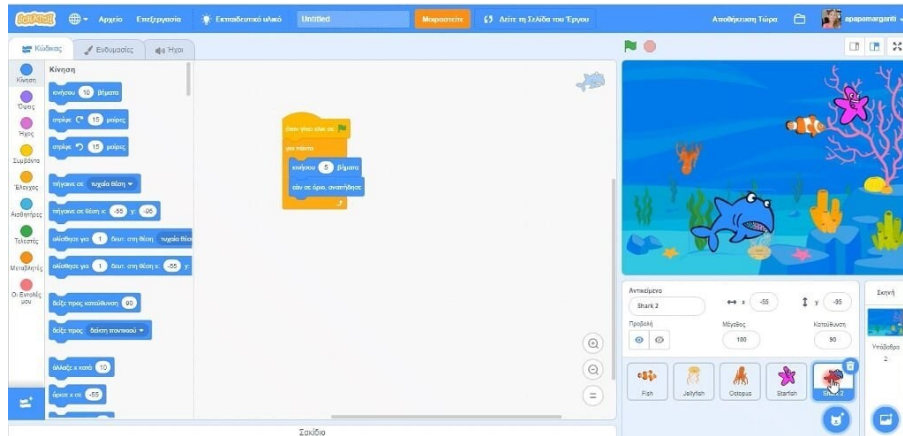 SCRATCH
Αρχείο
Επεξεργασία
Εκπαιδευτικό υλικό
Untitled
Μοιραστείτε
Δείτε τη Σελίδα του Έργου
Αποθήκευση Τώρα
apapamargariti
Κώδικας
Ενδυμασίες
Ήχοι
Κίνηση
Όψεις
Ήχος
Συμβάντα
Έλεγχος
Αισθητήρες
Τελεστές
Μεταβλητές
Οι Εντολές
μου
Κίνηση
κινήσου 10 βήματα
στρίψε 15 μοίρες
στρίψε 15 μοίρες
πήγαινε σε τυχαία θέση
πήγαινε σε θέση x: -55 y: -95
ολίσθησε για 1 δευτ. στη θέση τυχαία θέσ
ολίσθησε για 1 δευτ. στη θέση x: -55 y
δείξε προς κατεύθυνση 90
δείξε προς δείκτη ποντικιού
άλλαξε x κατά 10
όρισε x σε -55
όταν γίνει κλικ σε
για πάντα
κινήσου 5 βήματα
εάν σε όριο, αναπήδησε
Σακίδιο
Αντικείμενο
Shark 2
x -55
y -95
Προβολή
Μέγεθος
Κατεύθυνση
100
90
Fish
Jellyfish
Octopus
Starfish
Shark 2
Σκηνή
Υπόβαθρα
2